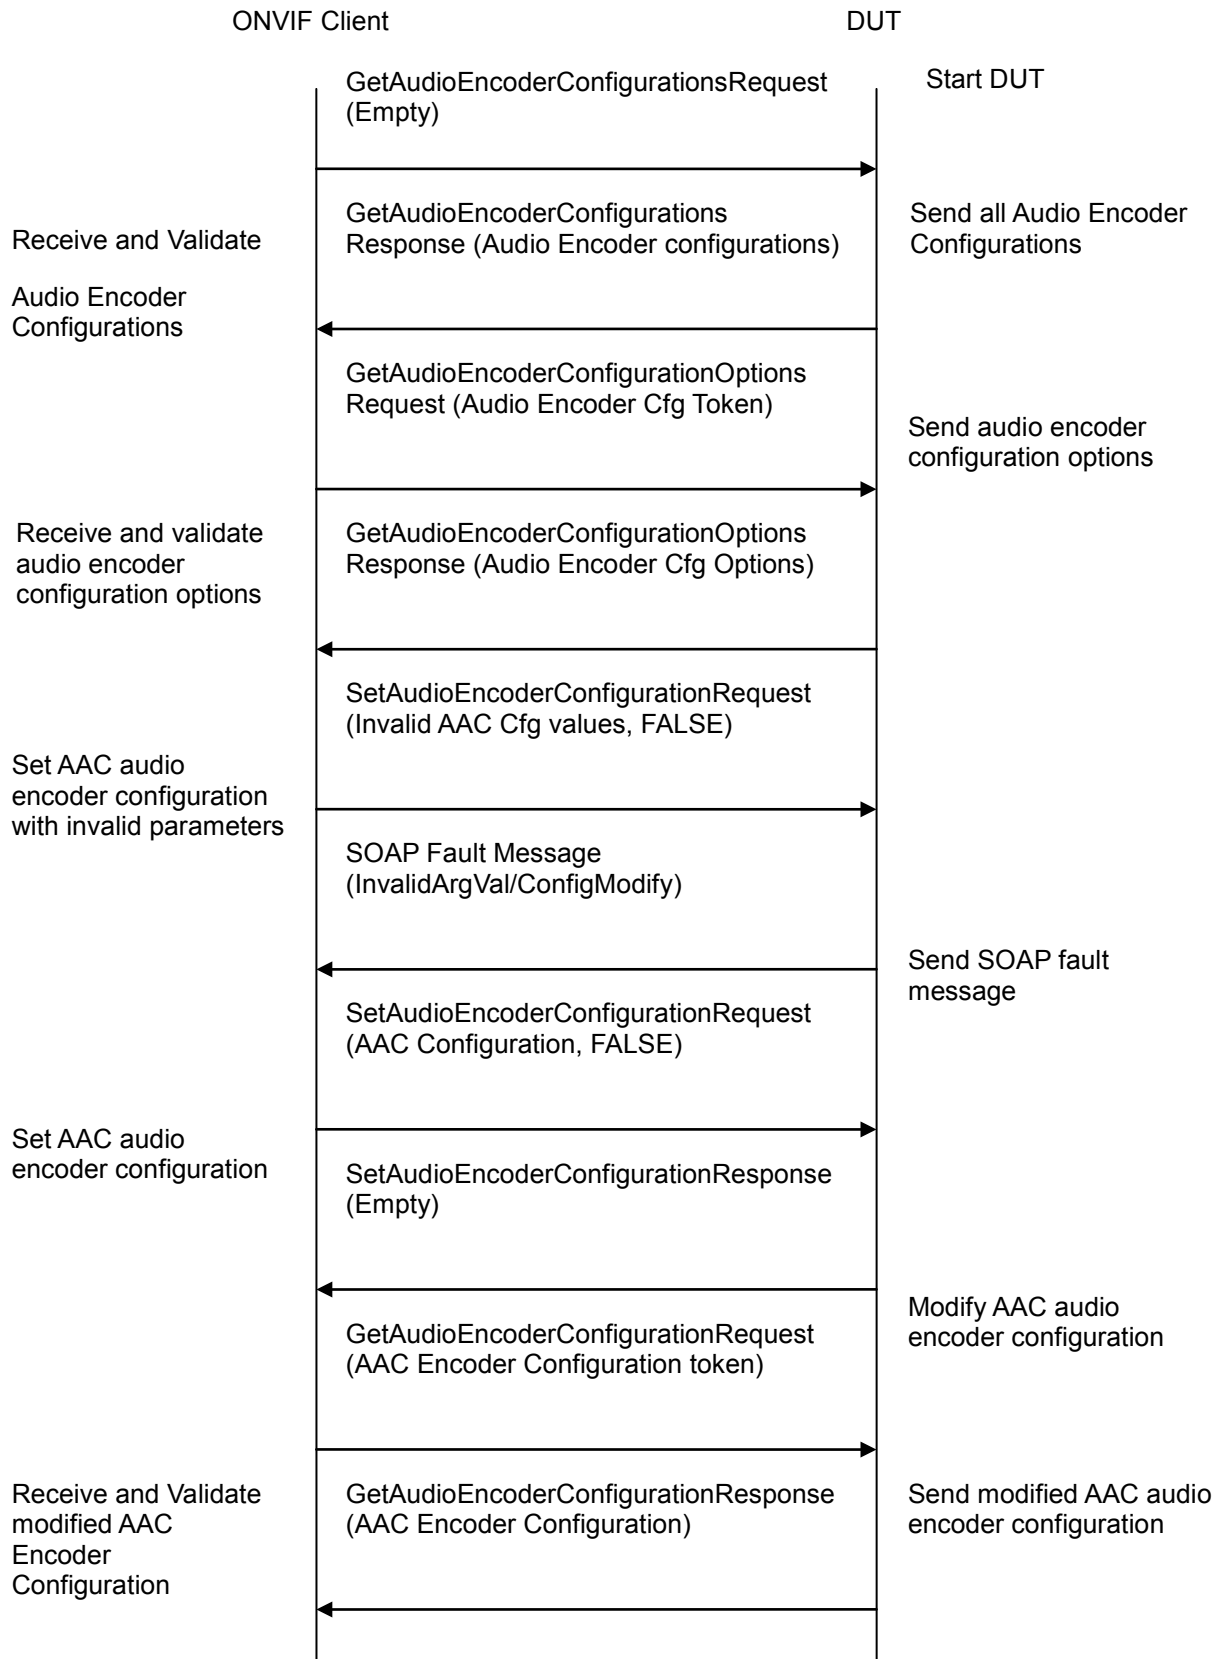 ONVIF Client
DUT
GetAudioEncoderConfigurationsRequest
(Empty)
Start DUT
GetAudioEncoderConfigurations
Response (Audio Encoder configurations)
Send all Audio Encoder
Configurations
Receive and Validate
Audio Encoder
Configurations
GetAudioEncoderConfigurationOptions
Request (Audio Encoder Cfg Token)
Send audio encoder
configuration options
Receive and validate
audio encoder
configuration options
GetAudioEncoderConfigurationOptions
Response (Audio Encoder Cfg Options)
SetAudioEncoderConfigurationRequest
(Invalid AAC Cfg values, FALSE)
Set AAC audio
encoder configuration
with invalid parameters
SOAP Fault Message
(InvalidArgVal/ConfigModify)
Send SOAP fault
message
SetAudioEncoderConfigurationRequest
(AAC Configuration, FALSE)
Set AAC audio
encoder configuration
SetAudioEncoderConfigurationResponse
(Empty)
Modify AAC audio
encoder configuration
GetAudioEncoderConfigurationRequest
(AAC Encoder Configuration token)
Receive and Validate
modified AAC
Encoder
Configuration
GetAudioEncoderConfigurationResponse
(AAC Encoder Configuration)
Send modified AAC audio
encoder configuration